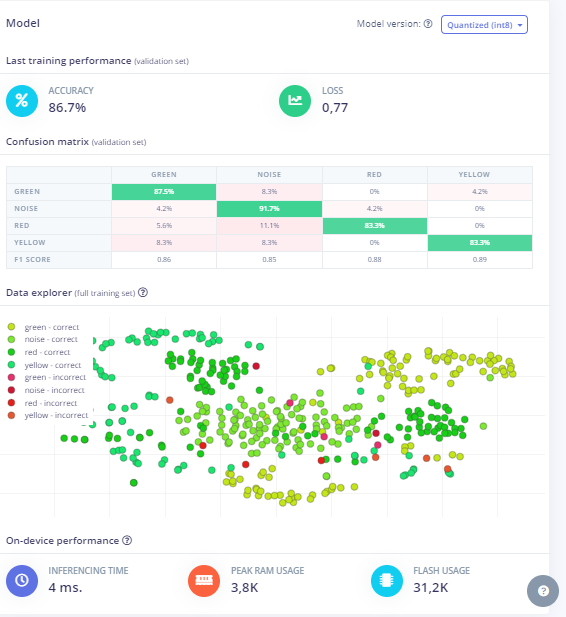 Model
Model version: ? Quantized (int8)
Last training performance (validation set)
% ACCURACY 86.7%
LOSS 0,77
Confusion matrix (validation set)
GREEN NOISE RED YELLOW
GREEN 87.5% 8.3% 0% 4.2%
NOISE 4.2% 91.7% 4.2% 0%
RED 5.6% 11.1% 83.3% 0%
YELLOW 8.3% 8.3% 0% 83.3%
F1 SCORE 0.86 0.85 0.88 0.89
Data explorer (full training set) ?
green - correct
noise - correct
red - correct
yellow - correct
green - incorrect
noise - incorrect
red - incorrect
yellow - incorrect
On-device performance ?
INFERENCING TIME
4 ms.
PEAK RAM USAGE
3,8K
FLASH USAGE
31,2K
?